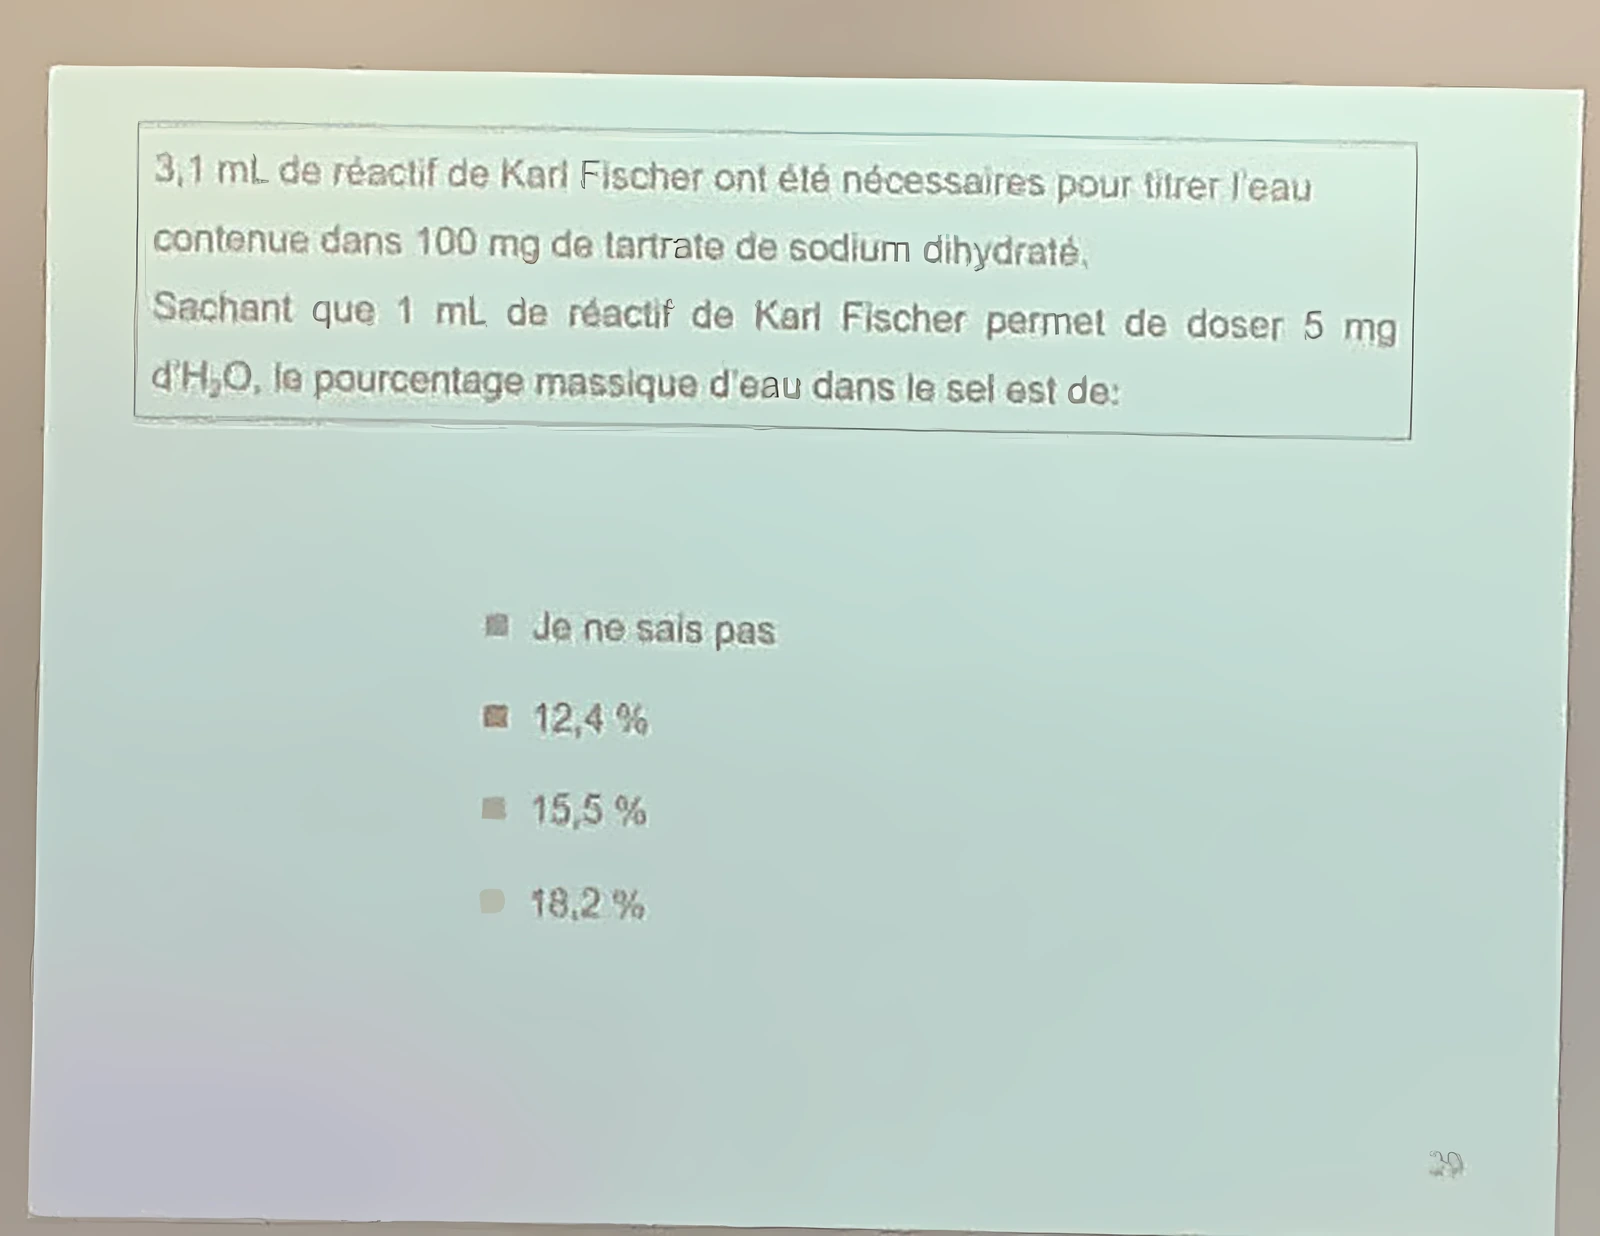 3,1 mL de réactif de Karl Fischer ont été nécessaires pour titrer l'eau
contenue dans 100 mg de tartrate de sodium dihydraté.
Sachant que 1 mL de réactif de Karl Fischer permet de doser 5 mg
d'H₂O, le pourcentage massique d'eau dans le sel est de:
Je ne sais pas
12,4 %
15,5 %
18,2 %